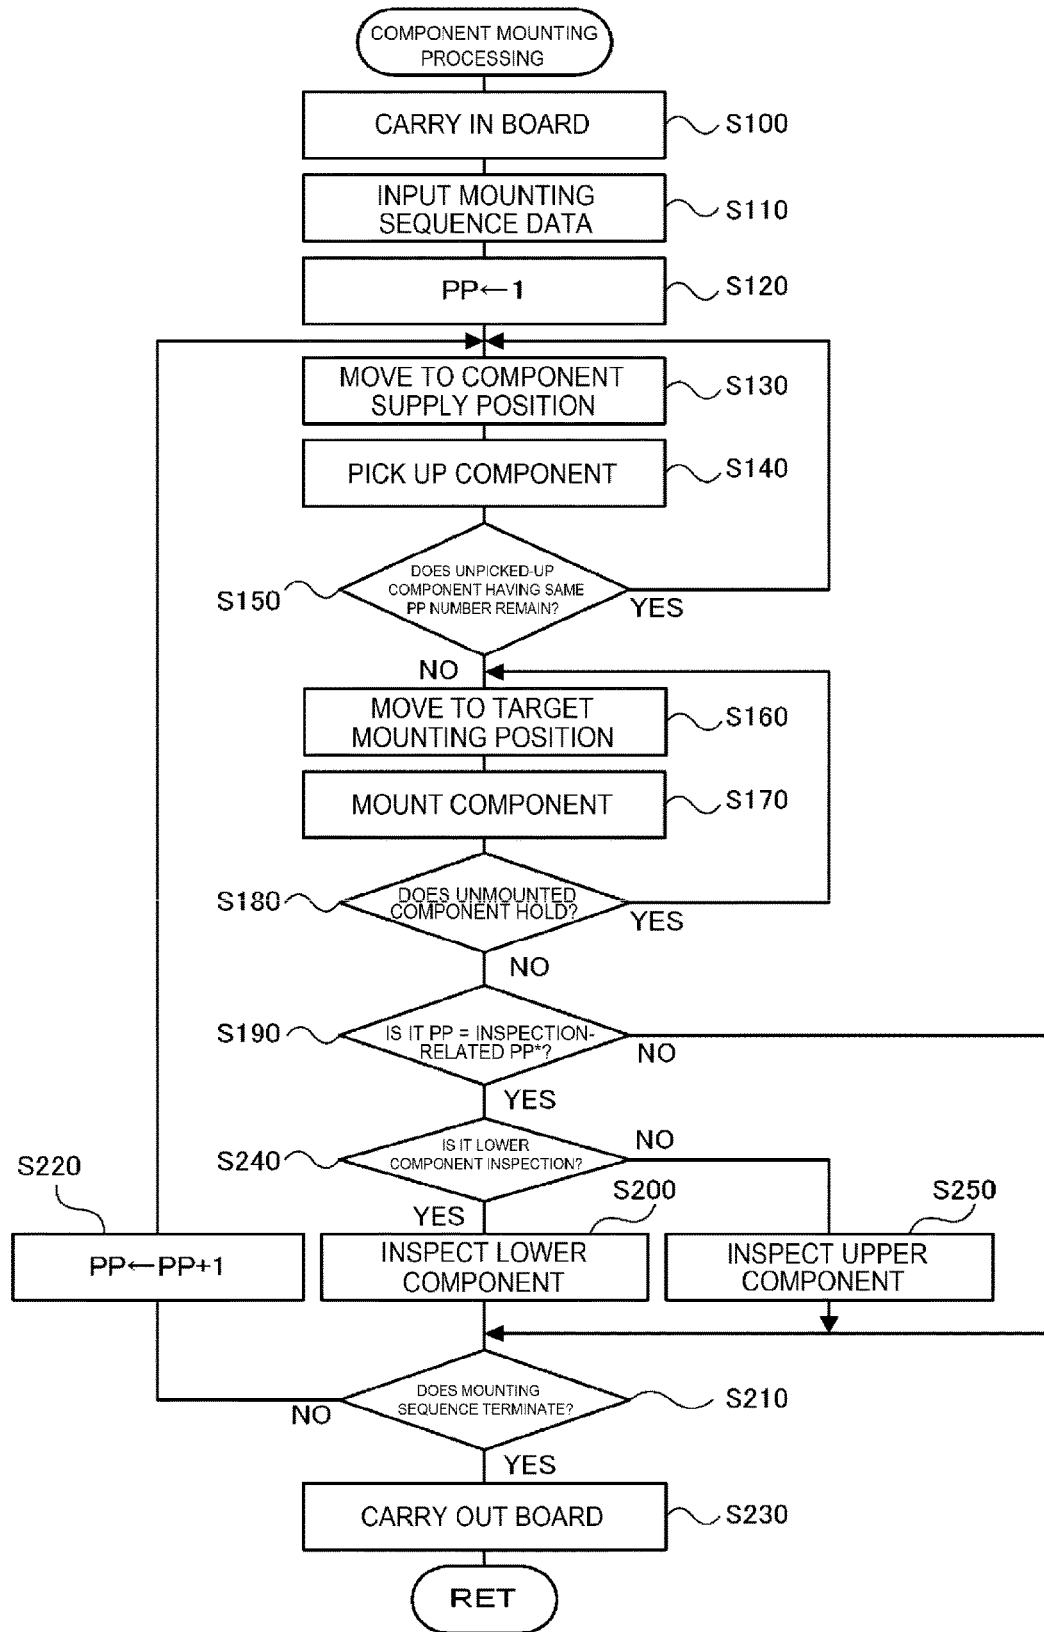 COMPONENT MOUNTING
PROCESSING
CARRY IN BOARD
S100
INPUT MOUNTING
SEQUENCE DATA
S110
PP←1
S120
MOVE TO COMPONENT
SUPPLY POSITION
S130
PICK UP COMPONENT
S140
DOES UNPICKED-UP
COMPONENT HAVING SAME
PP NUMBER REMAIN?
S150
YES
NO
MOVE TO TARGET
MOUNTING POSITION
S160
MOUNT COMPONENT
S170
S180
DOES UNMOUNTED
COMPONENT HOLD?
YES
NO
S190
IS IT PP = INSPECTION-
RELATED PP*?
NO
YES
S240
IS IT LOWER
COMPONENT INSPECTION?
NO
YES
S220
PP←PP+1
S200
INSPECT LOWER
COMPONENT
S250
INSPECT UPPER
COMPONENT
DOES MOUNTING
SEQUENCE TERMINATE?
S210
NO
YES
CARRY OUT BOARD
S230
RET